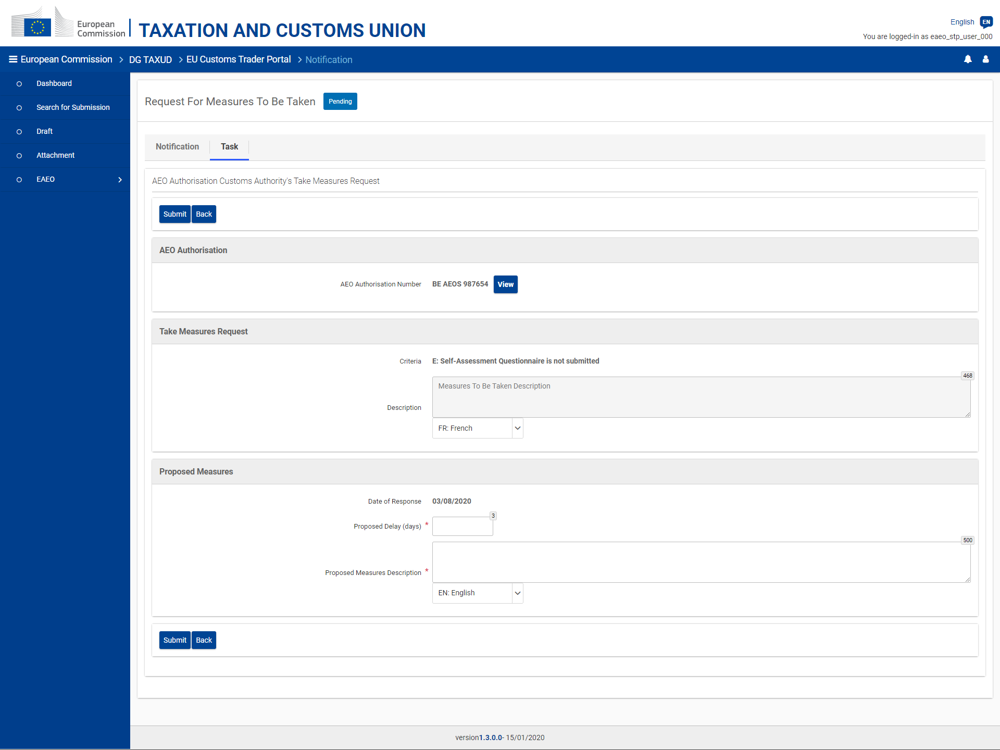 European
Commission
TAXATION AND CUSTOMS UNION
English EN
You are logged-in as eaeo_stp_user_000
European Commission DG TAXUD EU Customs Trader Portal Notification
Dashboard
Search for Submission
Draft
Attachment
EAEO
Request For Measures To Be Taken Pending
Notification Task
AEO Authorisation Customs Authority's Take Measures Request
Submit Back
AEO Authorisation
AEO Authorisation Number BE AEOS 987654 View
Take Measures Request
Criteria E: Self-Assessment Questionnaire is not submitted
468
Measures To Be Taken Description
Description
FR: French
Proposed Measures
Date of Response 03/08/2020
3
Proposed Delay (days) *
500
Proposed Measures Description *
EN: English
Submit Back
version1.3.0.0- 15/01/2020